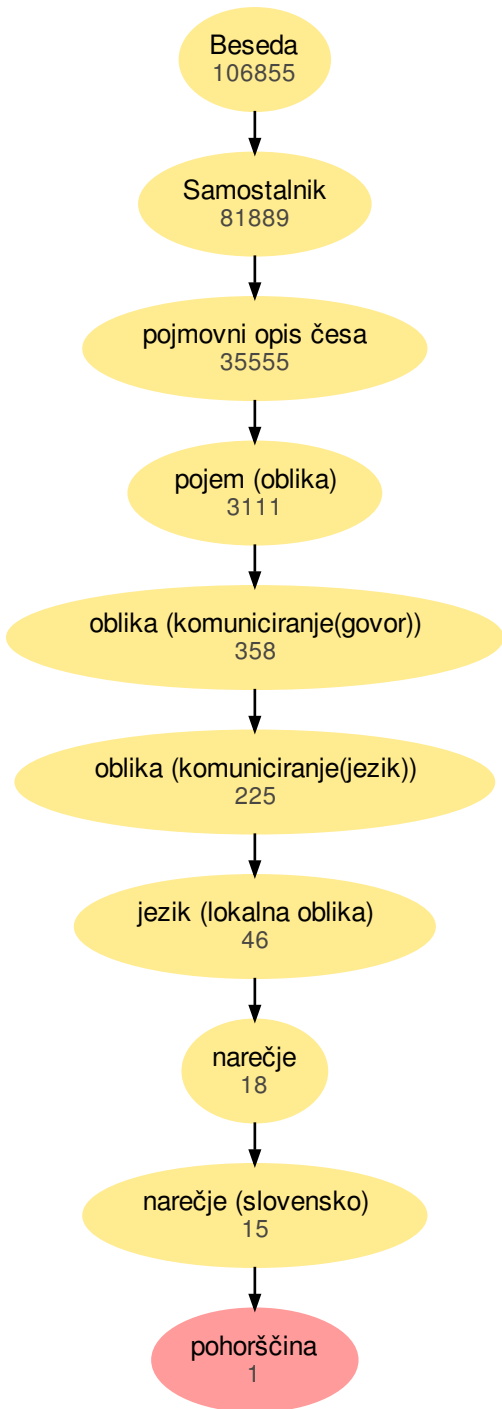 Beseda
106855
Samostalnik
81889
pojmovni opis česa
35555
pojem (oblika)
3111
oblika (komuniciranje(govor))
358
oblika (komuniciranje(jezik))
225
jezik (lokalna oblika)
46
narečje
18
narečje (slovensko)
15
pohorščina
1